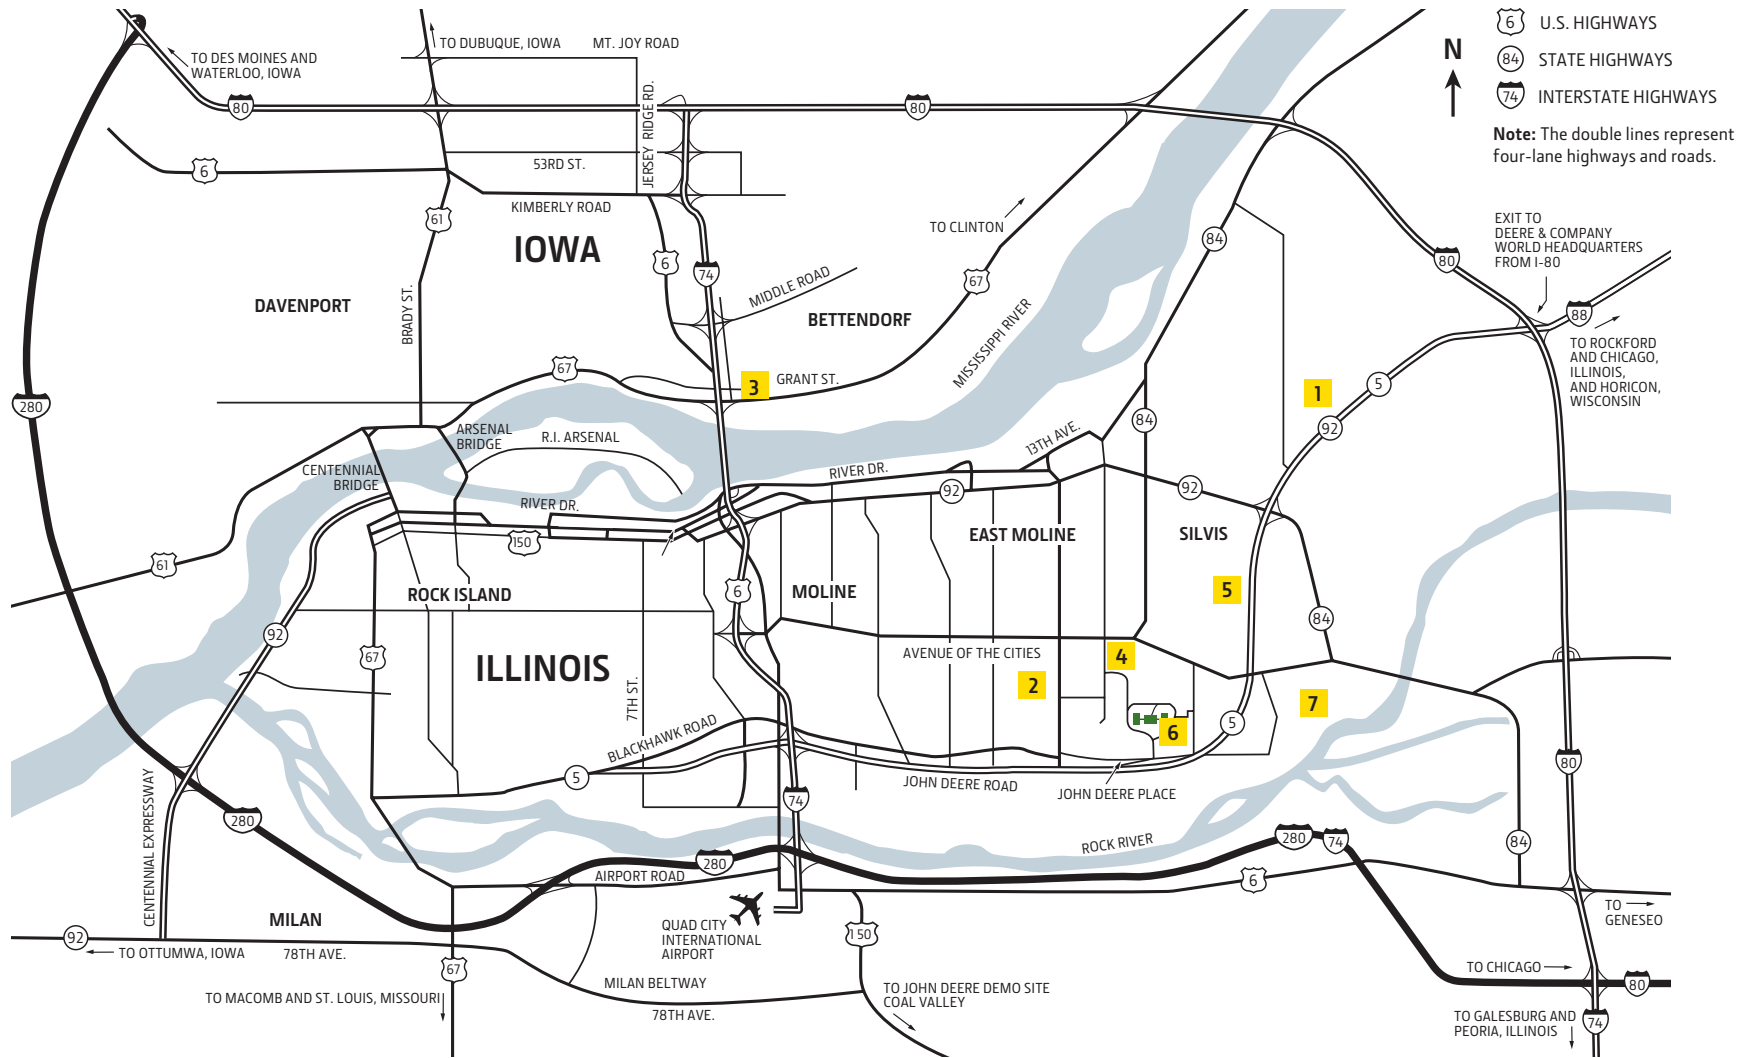 6 U.S. HIGHWAYS
84 STATE HIGHWAYS
74 INTERSTATE HIGHWAYS
N
Note: The double lines represent
four-lane highways and roads.
TO DES MOINES AND
WATERLOO, IOWA
TO DUBUQUE, IOWA
MT. JOY ROAD
80
80
JERSEY RIDGE RD.
53RD ST.
6
KIMBERLY ROAD
61
IOWA
6
74
TO CLINTON
84
EXIT TO
DEERE & COMPANY
WORLD HEADQUARTERS
FROM I-80
80
67
MIDDLE ROAD
DAVENPORT
BRADY ST.
BETTENDORF
MISSISSIPPI RIVER
88
TO ROCKFORD
AND CHICAGO,
ILLINOIS,
AND HORICON,
WISCONSIN
67
3
GRANT ST.
1
5
280
84
92
ARSENAL
BRIDGE
R.I. ARSENAL
13TH AVE.
CENTENNIAL
BRIDGE
RIVER DR.
RIVER DR.
92
92
150
EAST MOLINE
SILVIS
61
ROCK ISLAND
6
MOLINE
5
92
84
67
ILLINOIS
AVENUE OF THE CITIES
4
2
7TH ST.
7
BLACKHAWK ROAD
6
5
5
JOHN DEERE ROAD
JOHN DEERE PLACE
80
CENTENNIAL EXPRESSWAY
74
280
ROCK RIVER
280
74
84
280
AIRPORT ROAD
6
MILAN
QUAD CITY
INTERNATIONAL
AIRPORT
150
TO
GENESEO
92
TO OTTUMWA, IOWA
78TH AVE.
67
MILAN BELTWAY
TO CHICAGO
80
TO MACOMB AND ST. LOUIS, MISSOURI
78TH AVE.
TO JOHN DEERE DEMO SITE
COAL VALLEY
TO GALESBURG AND
PEORIA, ILLINOIS
74